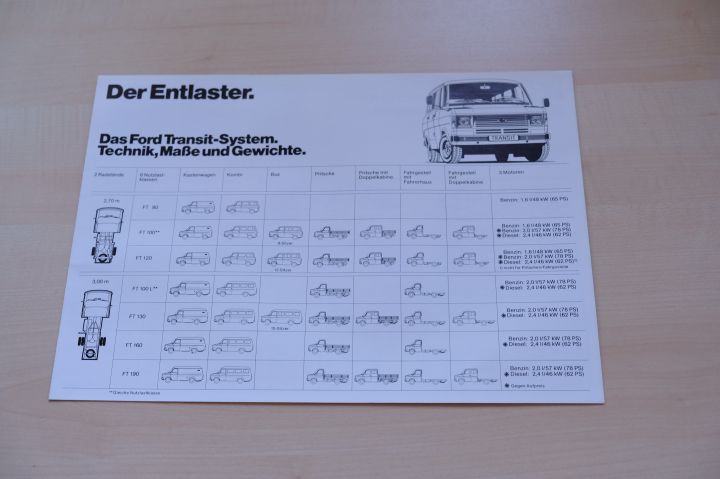 Der Entlaster.
Das Ford Transit-System.
Technik, Maße und Gewichte.
TRANSIT
2 Radstände
6 Nutzlast-
klassen
Kastenwagen
Kombi
Bus
Pritsche
Pritsche mit
Doppelkabine
Fahrgestell
mit
Fahrerhaus
Fahrgestell
mit
Doppelkabine
3 Motoren
2,70 m
FT 80
Benzin: 1,6 l/48 kW (65 PS)
FT 100**
9-Sitzer
Benzin: 1,6 l/48 kW (65 PS)
✱ Benzin: 2,0 l/57 kW (78 PS)
✱ Diesel: 2,4 l/46 kW (62 PS)
FT 120
12-Sitzer
Benzin: 1,6 l/48 kW (65 PS)
✱ Benzin: 2,0 l/57 kW (78 PS)
✱ Diesel: 2,4 l/46 kW (62 PS)
3,00 m
FT 100 L**
Benzin: 2,0 l/57 kW (78 PS)
✱ Diesel: 2,4 l/46 kW (62 PS)
FT 130
15-Sitzer
Benzin: 2,0 l/57 kW (78 PS)
✱ Diesel: 2,4 l/46 kW (62 PS)
FT 160
Benzin: 2,0 l/57 kW (78 PS)
✱ Diesel: 2,4 l/46 kW (62 PS)
FT 190
Benzin: 2,0 l/57 kW (78 PS)
✱ Diesel: 2,4 l/46 kW (62 PS)
✱ Gegen Aufpreis
**Gleiche Nutzlastklassen